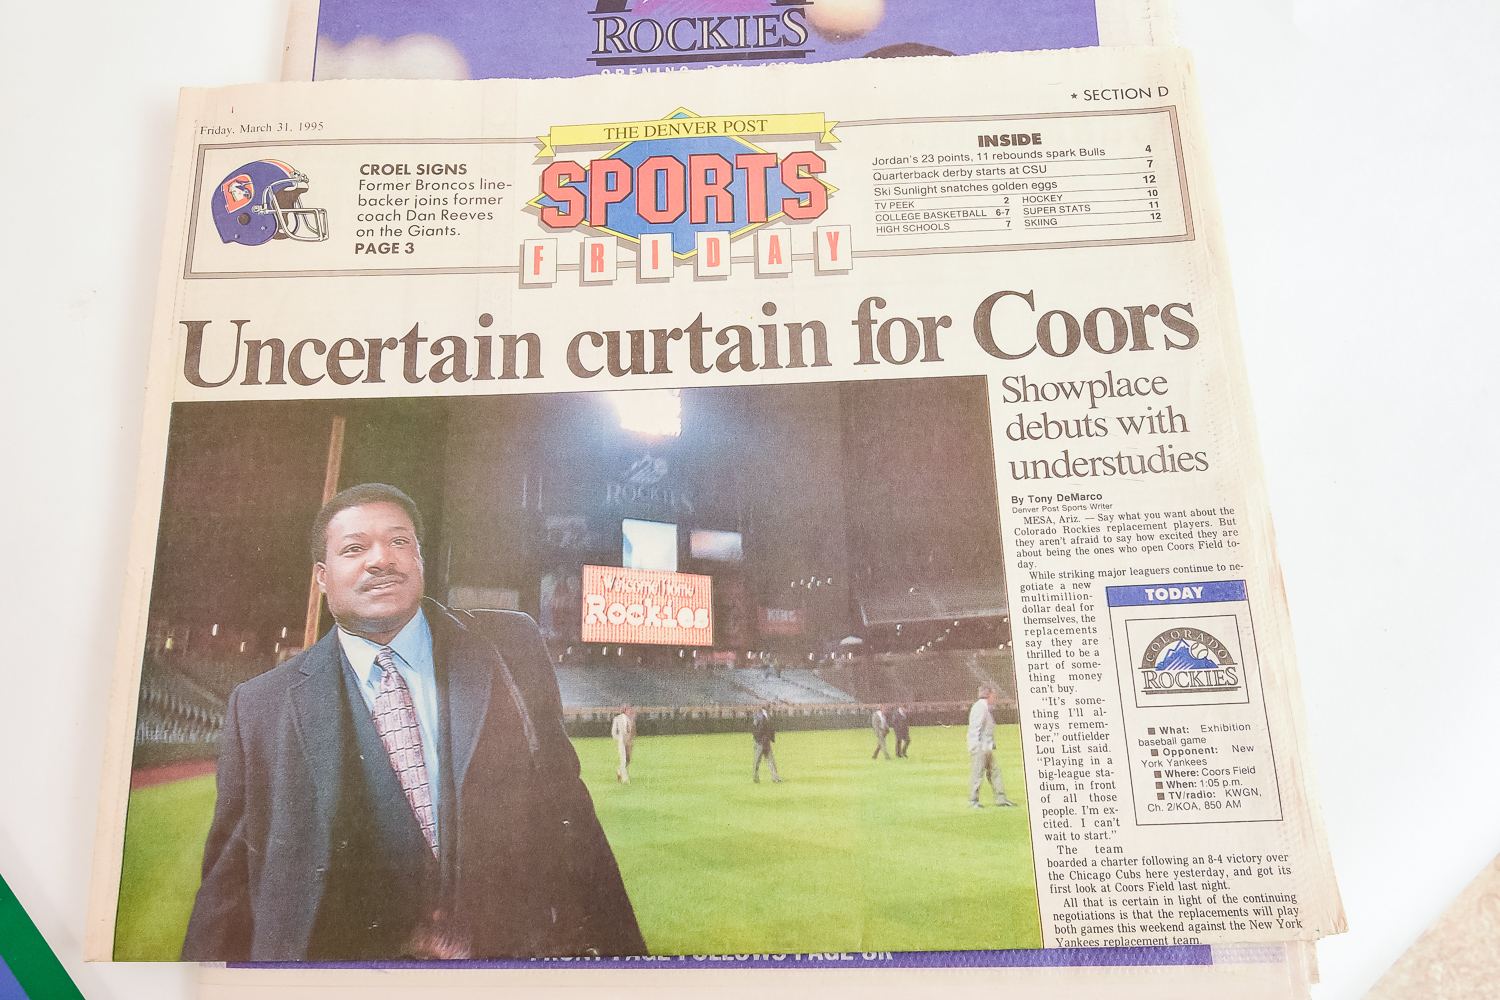 ROCKIES
★ SECTION D
Friday, March 31, 1995
THE DENVER POST
SPORTS
FRIDAY
CROEL SIGNS
Former Broncos line-
backer joins former
coach Dan Reeves
on the Giants.
PAGE 3
INSIDE
Jordan's 23 points, 11 rebounds spark Bulls 4
Quarterback derby starts at CSU 7
Ski Sunlight snatches golden eggs 12
TV PEEK 2 HOCKEY 10
COLLEGE BASKETBALL 6-7 SUPER STATS 11
HIGH SCHOOLS 7 SKIING 12
Uncertain curtain for Coors
Showplace
debuts with
understudies
By Tony DeMarco
Denver Post Sports Writer
MESA, Ariz. — Say what you want about the
Colorado Rockies replacement players. But
they aren't afraid to say how excited they are
about being the ones who open Coors Field to-
day.
While striking major leaguers continue to ne-
gotiate a new
multimillion-
dollar deal for
themselves, the
replacements
say they are
thrilled to be a
part of some-
thing money
can't buy.
"It's some-
thing I'll al-
ways remem-
ber," outfielder
Lou List said.
"Playing in a
big-league sta-
dium, in front
of all those
people. I'm ex-
cited. I can't
wait to start."
The team
boarded a charter following an 8-4 victory over
the Chicago Cubs here yesterday, and got its
first look at Coors Field last night.
All that is certain in light of the continuing
negotiations is that the replacements will play
both games this weekend against the New York
Yankees replacement team.
TODAY
COLORADO
ROCKIES
■ What: Exhibition
baseball game
■ Opponent: New
York Yankees
■ Where: Coors Field
■ When: 1:05 p.m.
■ TV/radio: KWGN,
Ch. 2/KOA, 850 AM
ROCKIES
Welcome Home
Rockies